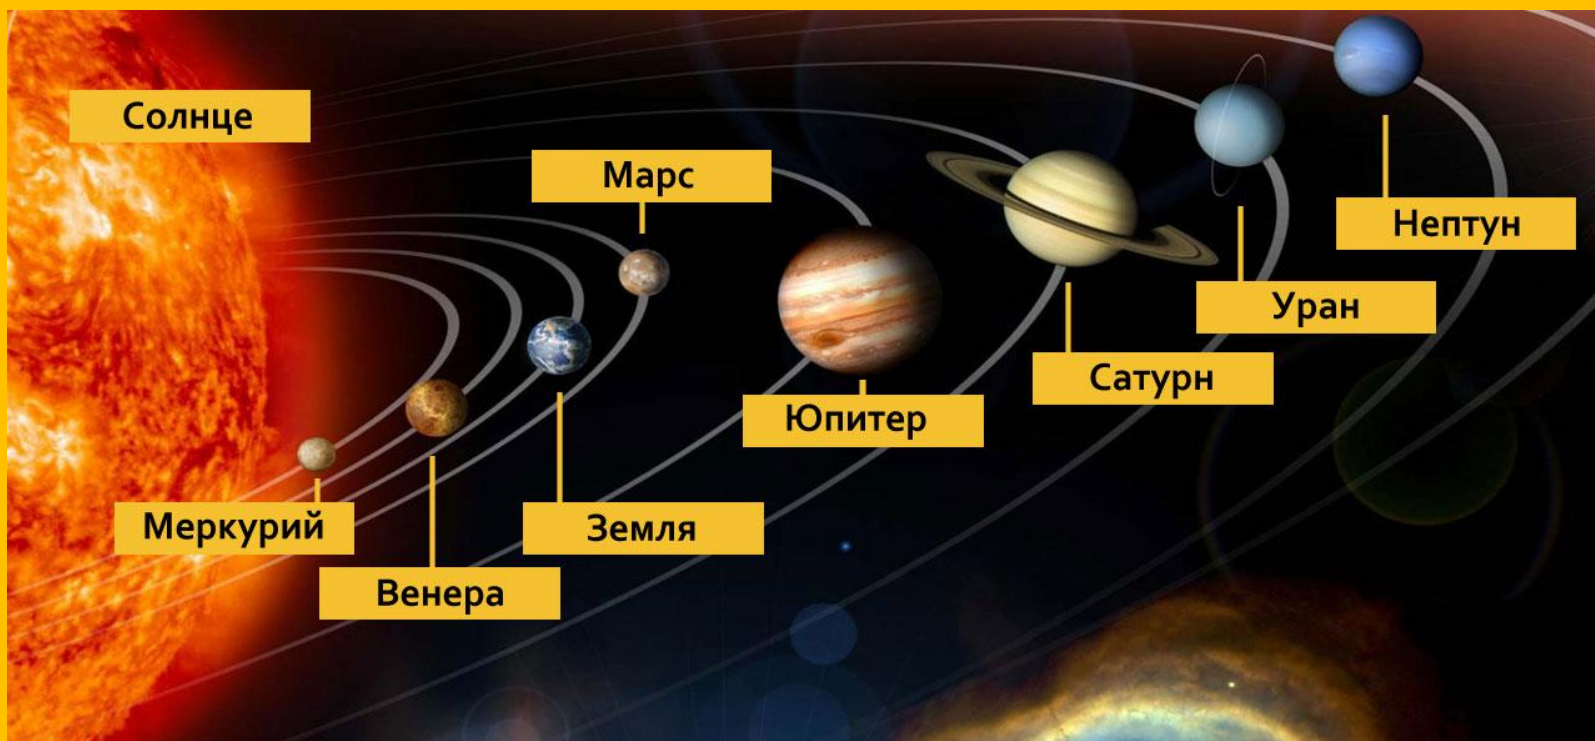 Солнце
Марс
Нептун
Уран
Сатурн
Юпитер
Меркурий
Земля
Венера